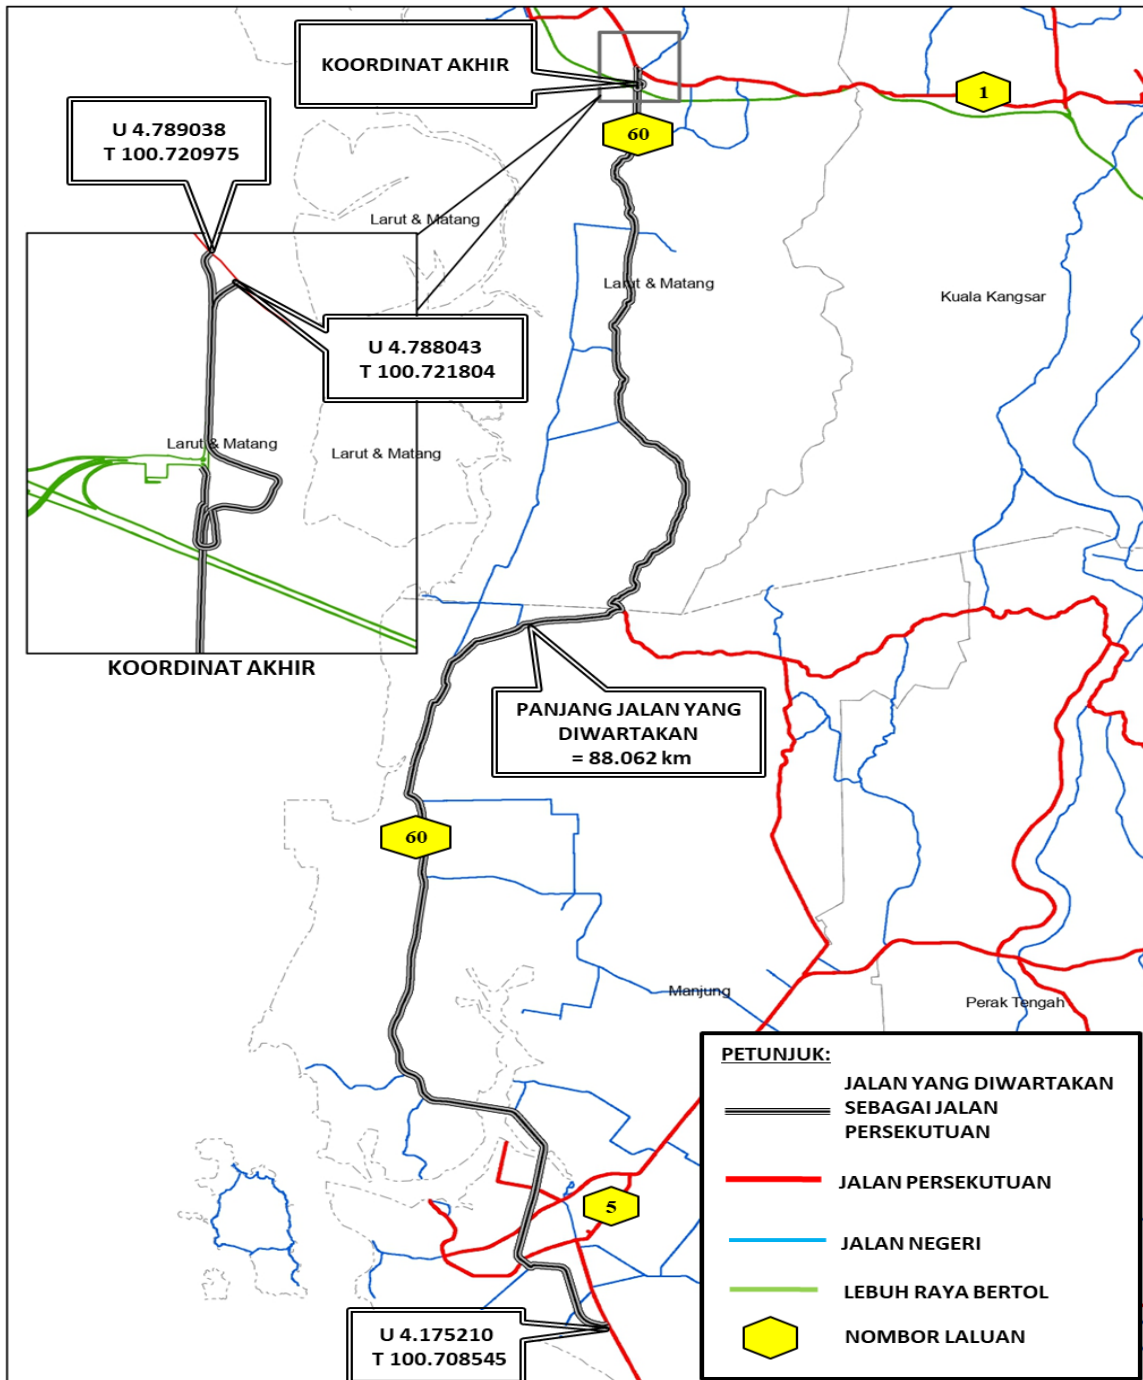 KOORDINAT AKHIR
1
U 4.789038
T 100.720975
60
Larut & Matang
Larut & Matang
Kuala Kangsar
U 4.788043
T 100.721804
Larut & Matang
Larut & Matang
KOORDINAT AKHIR
PANJANG JALAN YANG
DIWARTAKAN
= 88.062 km
60
Manjung
Perak Tengah
5
U 4.175210
T 100.708545
PETUNJUK:
JALAN YANG DIWARTAKAN
SEBAGAI JALAN
PERSEKUTUAN
JALAN PERSEKUTUAN
JALAN NEGERI
LEBUH RAYA BERTOL
NOMBOR LALUAN